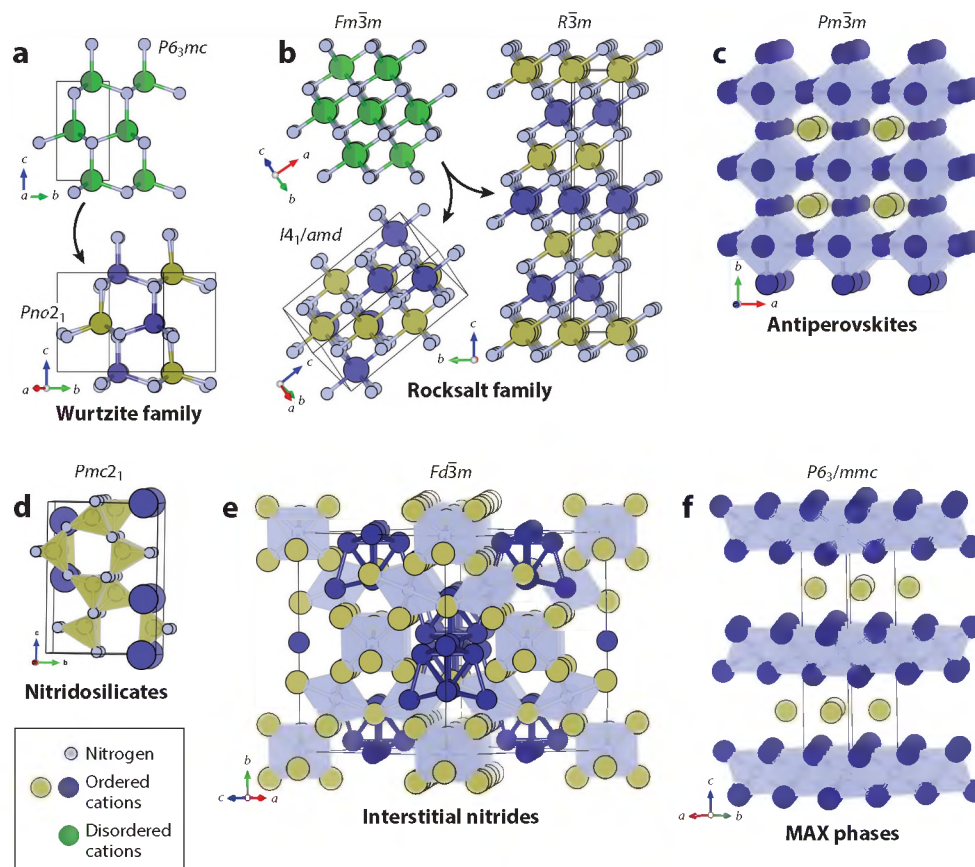 a
P6₃mc
c
a
b
Pno2₁
c
a
b
Wurtzite family
b
Fm3̅m
R3̅m
c
a
b
I4₁/amd
c
b
a
c
b
Rocksalt family
c
Pm3̅m
b
a
Antiperovskites
d
Pmc2₁
c
b
Nitridosilicates
e
Fd3̅m
b
c
a
Interstitial nitrides
f
P6₃/mmc
c
a
b
MAX phases
Nitrogen
Ordered
cations
Disordered
cations